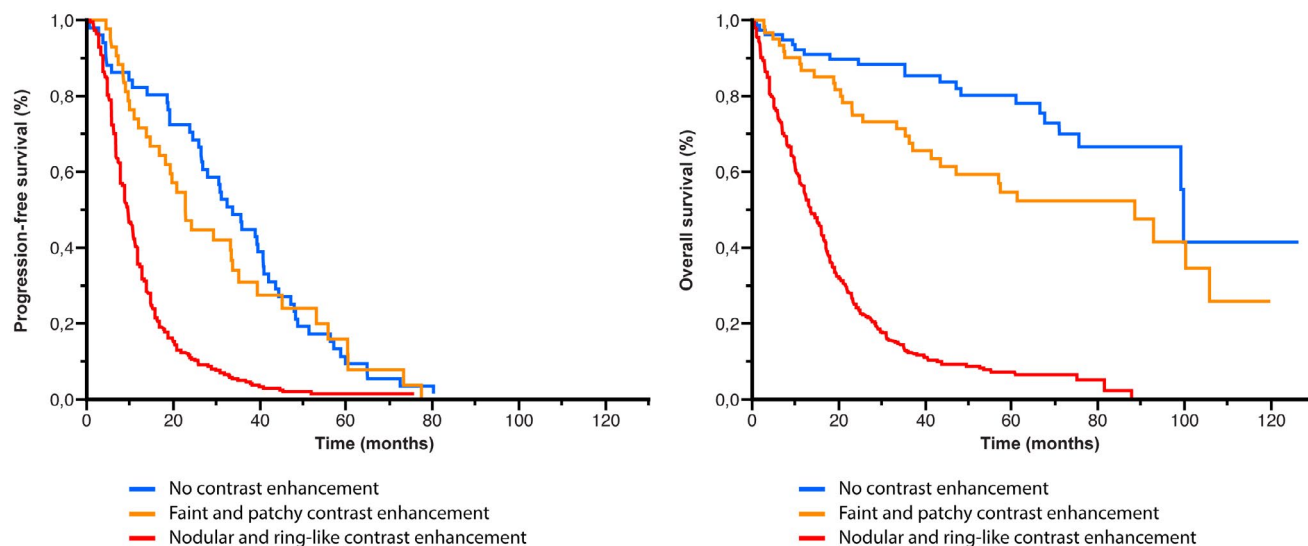 1,0
0,8
0,6
0,4
0,2
0,0
Progression-free survival (%)
0 20 40 60 80 100 120
Time (months)
No contrast enhancement
Faint and patchy contrast enhancement
Nodular and ring-like contrast enhancement
1,0
0,8
0,6
0,4
0,2
0,0
Overall survival (%)
0 20 40 60 80 100 120
Time (months)
No contrast enhancement
Faint and patchy contrast enhancement
Nodular and ring-like contrast enhancement